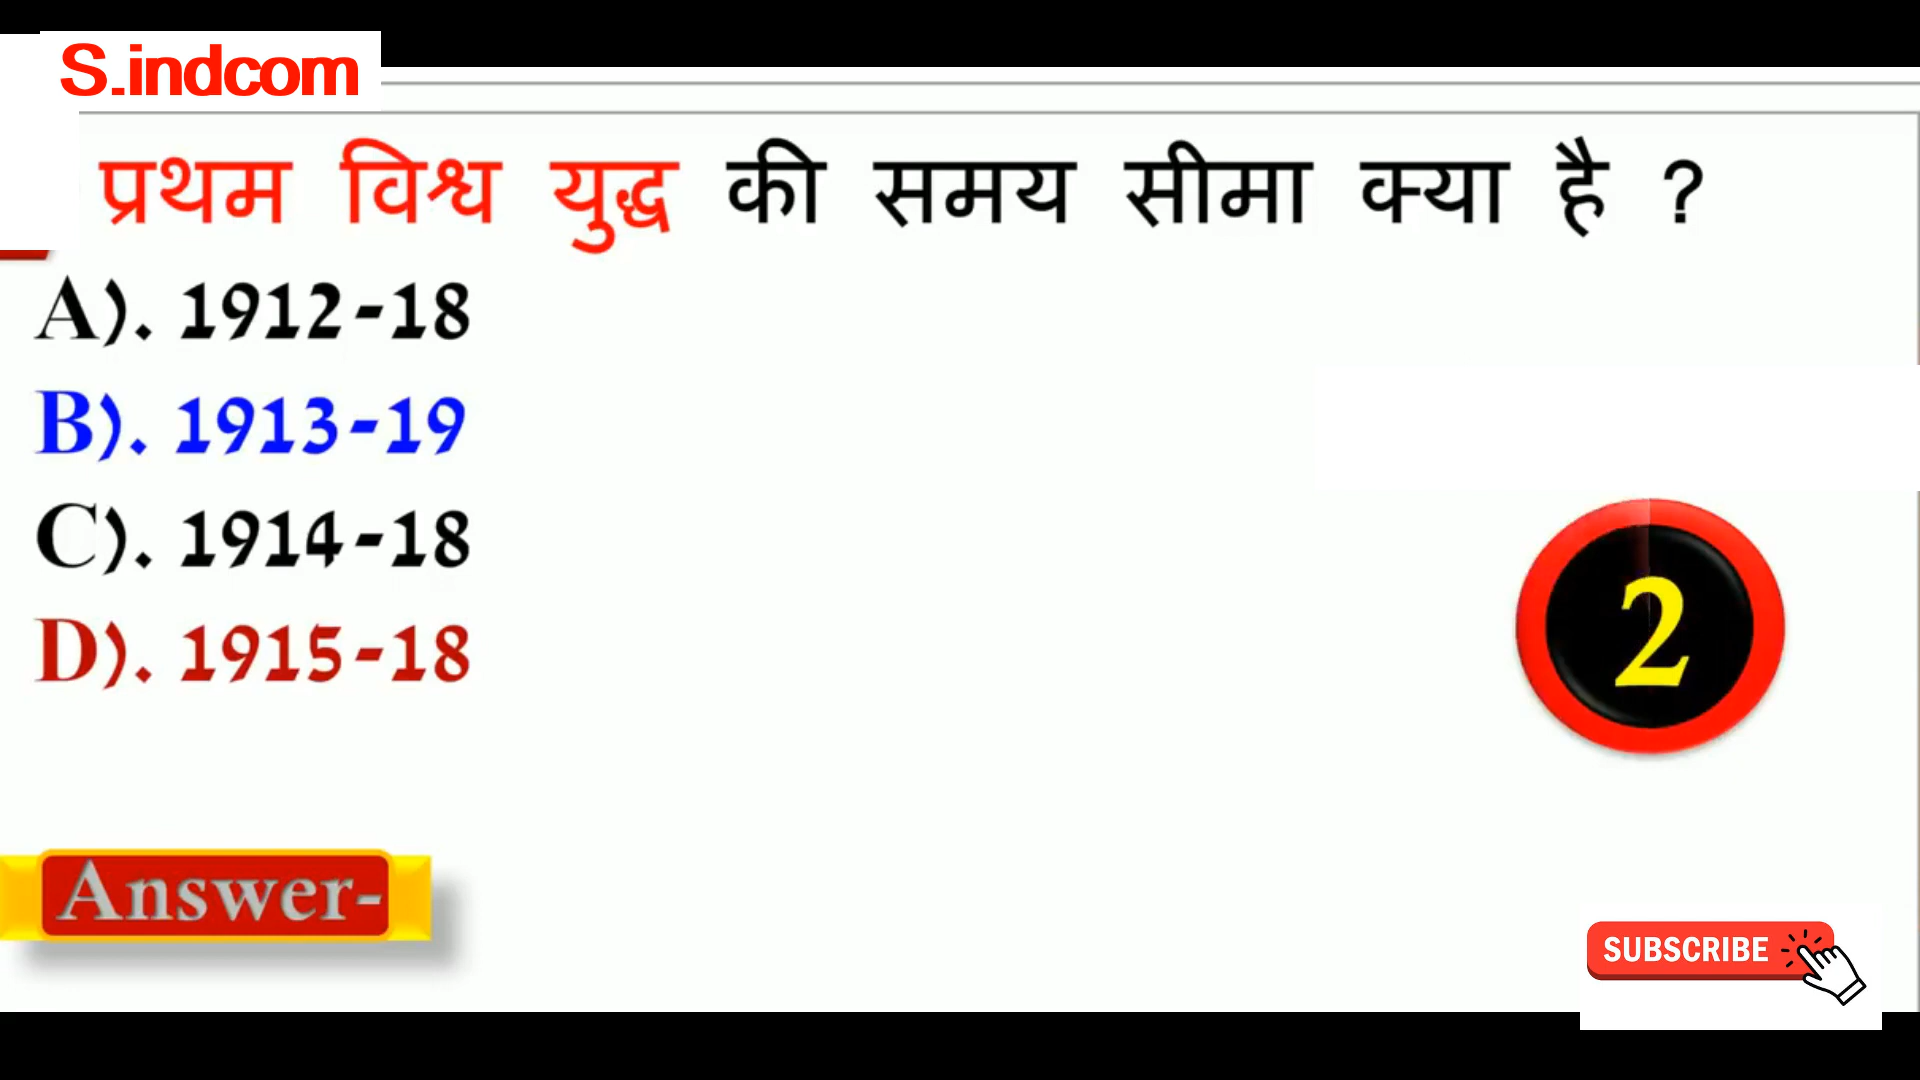 S.indcom
प्रथम विश्व युद्ध की समय सीमा क्या है ?
A). 1912-18
B). 1913-19
C). 1914-18
D). 1915-18
2
Answer-
SUBSCRIBE